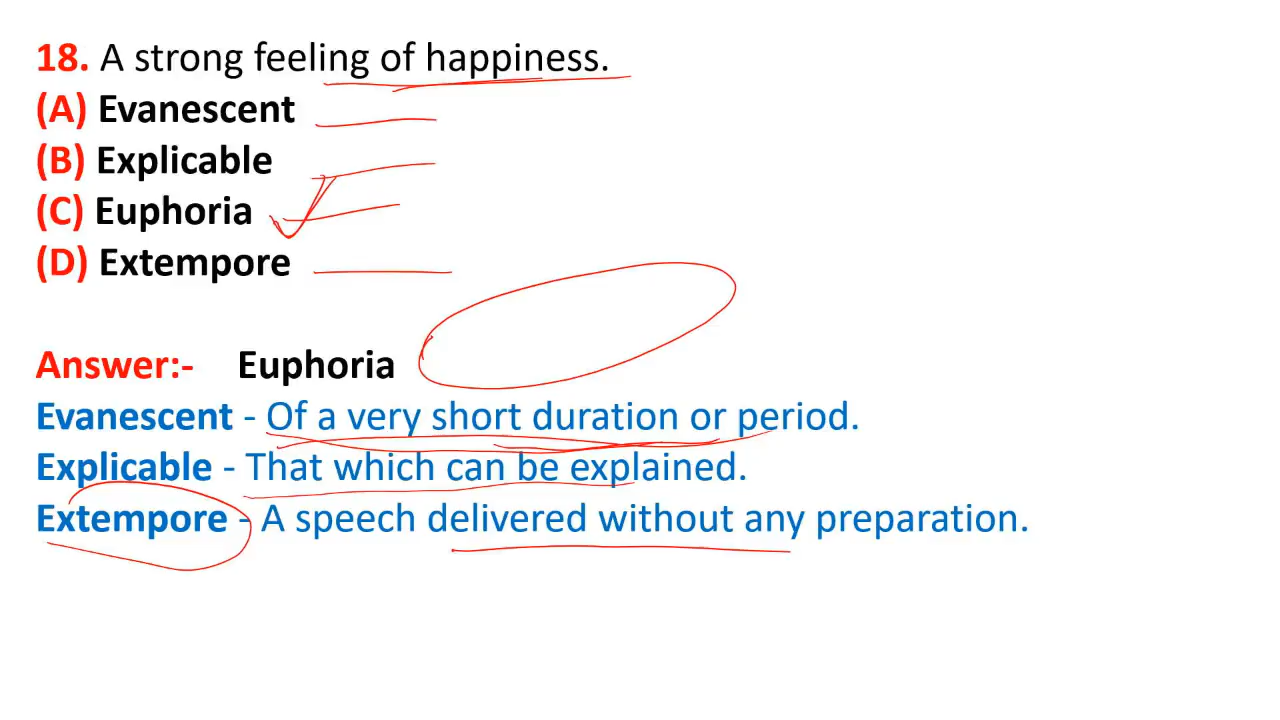 18. A strong feeling of happiness.
(A) Evanescent
(B) Explicable
(C) Euphoria
(D) Extempore
Answer:- Euphoria
Evanescent - Of a very short duration or period.
Explicable - That which can be explained.
Extempore - A speech delivered without any preparation.